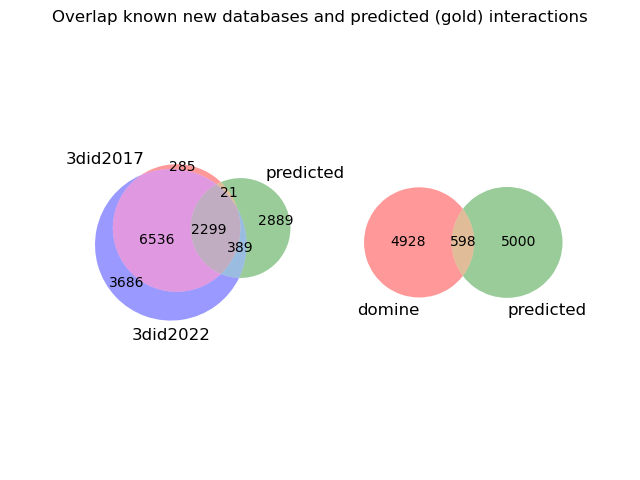 Overlap known new databases and predicted (gold) interactions
3did2017
285
predicted
21
2889
6536
2299
389
3686
3did2022
4928
598
5000
domine
predicted